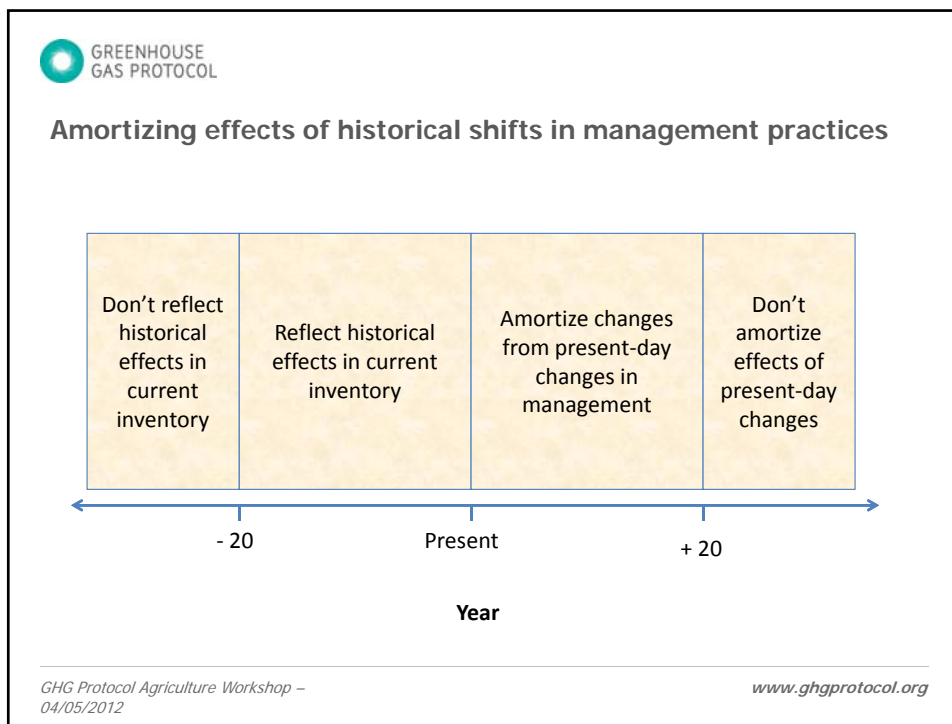 GREENHOUSE
GAS PROTOCOL
Amortizing effects of historical shifts in management practices
Don’t reflect
historical
effects in
current
inventory
Reflect historical
effects in current
inventory
Amortize changes
from present-day
changes in
management
Don’t
amortize
effects of
present-day
changes
- 20
Present
+ 20
Year
GHG Protocol Agriculture Workshop –
04/05/2012
www.ghgprotocol.org